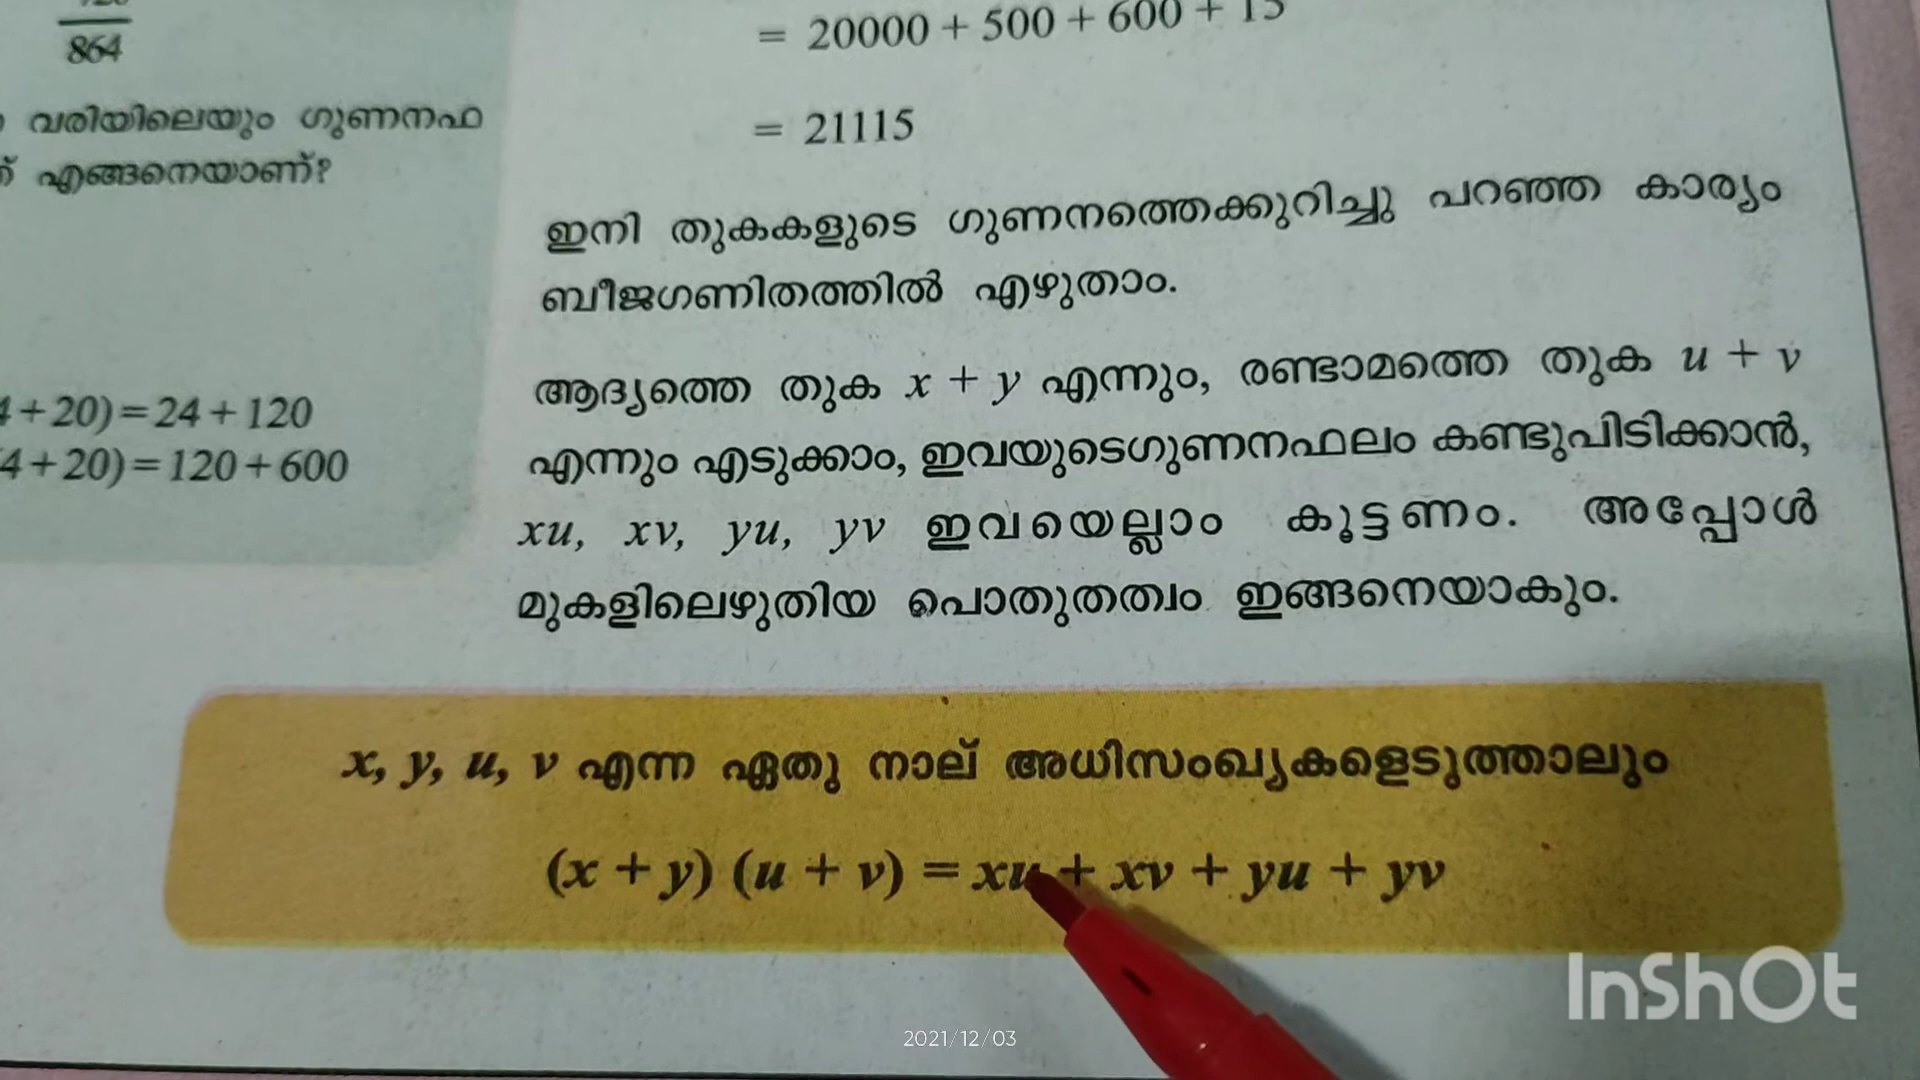 864
വരിയിലെയും ഗുണനഫ
എങ്ങനെയാണ്?
+20)=24+120
4+20)=120+600
= 20000 + 500 + 600 + 15
= 21115
ഇനി തുകകളുടെ ഗുണനത്തെക്കുറിച്ചു പറഞ്ഞ കാര്യം
ബീജഗണിതത്തിൽ എഴുതാം.
ആദ്യത്തെ തുക x + y എന്നും, രണ്ടാമത്തെ തുക u + v
എന്നും എടുക്കാം, ഇവയുടെഗുണനഫലം കണ്ടുപിടിക്കാൻ,
xu, xv, yu, yv ഇവയെല്ലാം കൂട്ടണം. അപ്പോൾ
മുകളിലെഴുതിയ പൊതുതത്വം ഇങ്ങനെയാകും.
x, y, u, v എന്ന ഏതു നാല് അധിസംഖ്യകളെടുത്താലും
(x + y) (u + v) = xu + xv + yu + yv
InShOt
2021/12/03